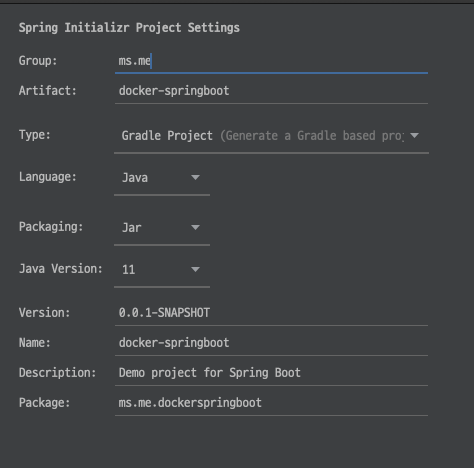 Spring Initializr Project Settings
Group: ms.me
Artifact: docker-springboot
Type: Gradle Project (Generate a Gradle based pro
Language: Java
Packaging: Jar
Java Version: 11
Version: 0.0.1-SNAPSHOT
Name: docker-springboot
Description: Demo project for Spring Boot
Package: ms.me.dockerspringboot